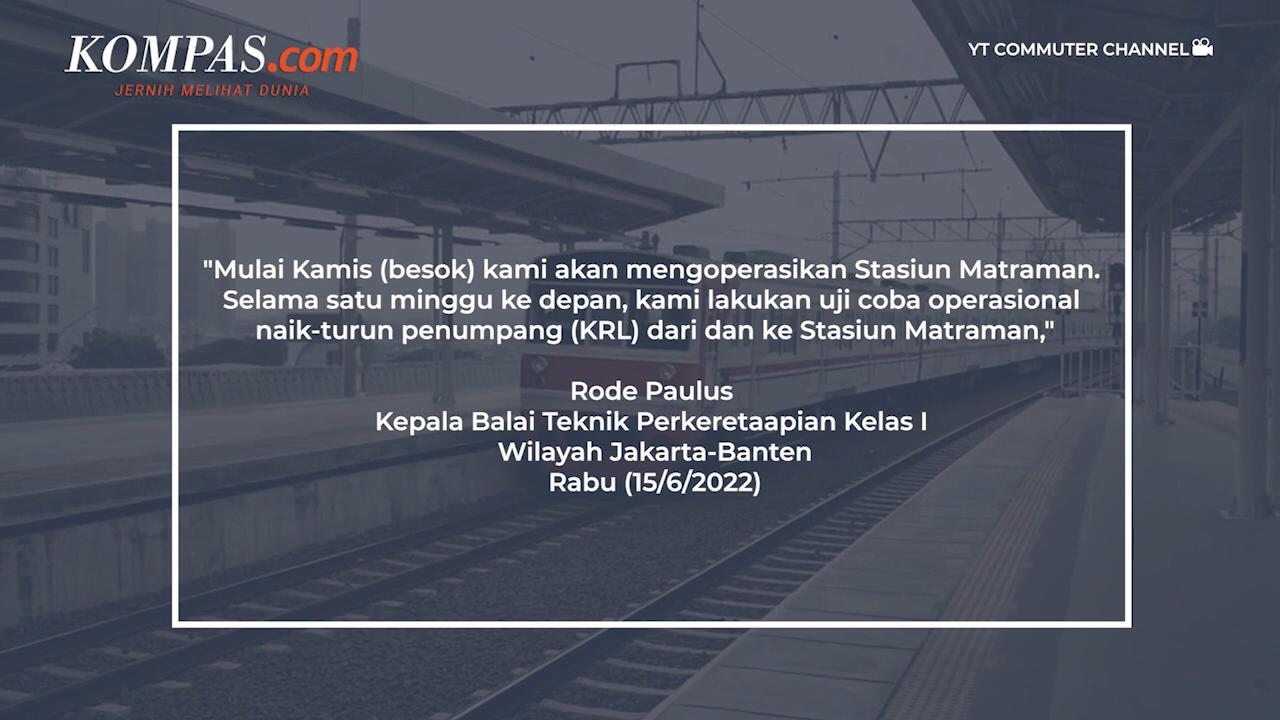 KOMPAS.com
JERNIH MELIHAT DUNIA
YT COMMUTER CHANNEL
"Mulai Kamis (besok) kami akan mengoperasikan Stasiun Matraman.
Selama satu minggu ke depan, kami lakukan uji coba operasional
naik-turun penumpang (KRL) dari dan ke Stasiun Matraman,"
Rode Paulus
Kepala Balai Teknik Perkeretaapian Kelas I
Wilayah Jakarta-Banten
Rabu (15/6/2022)